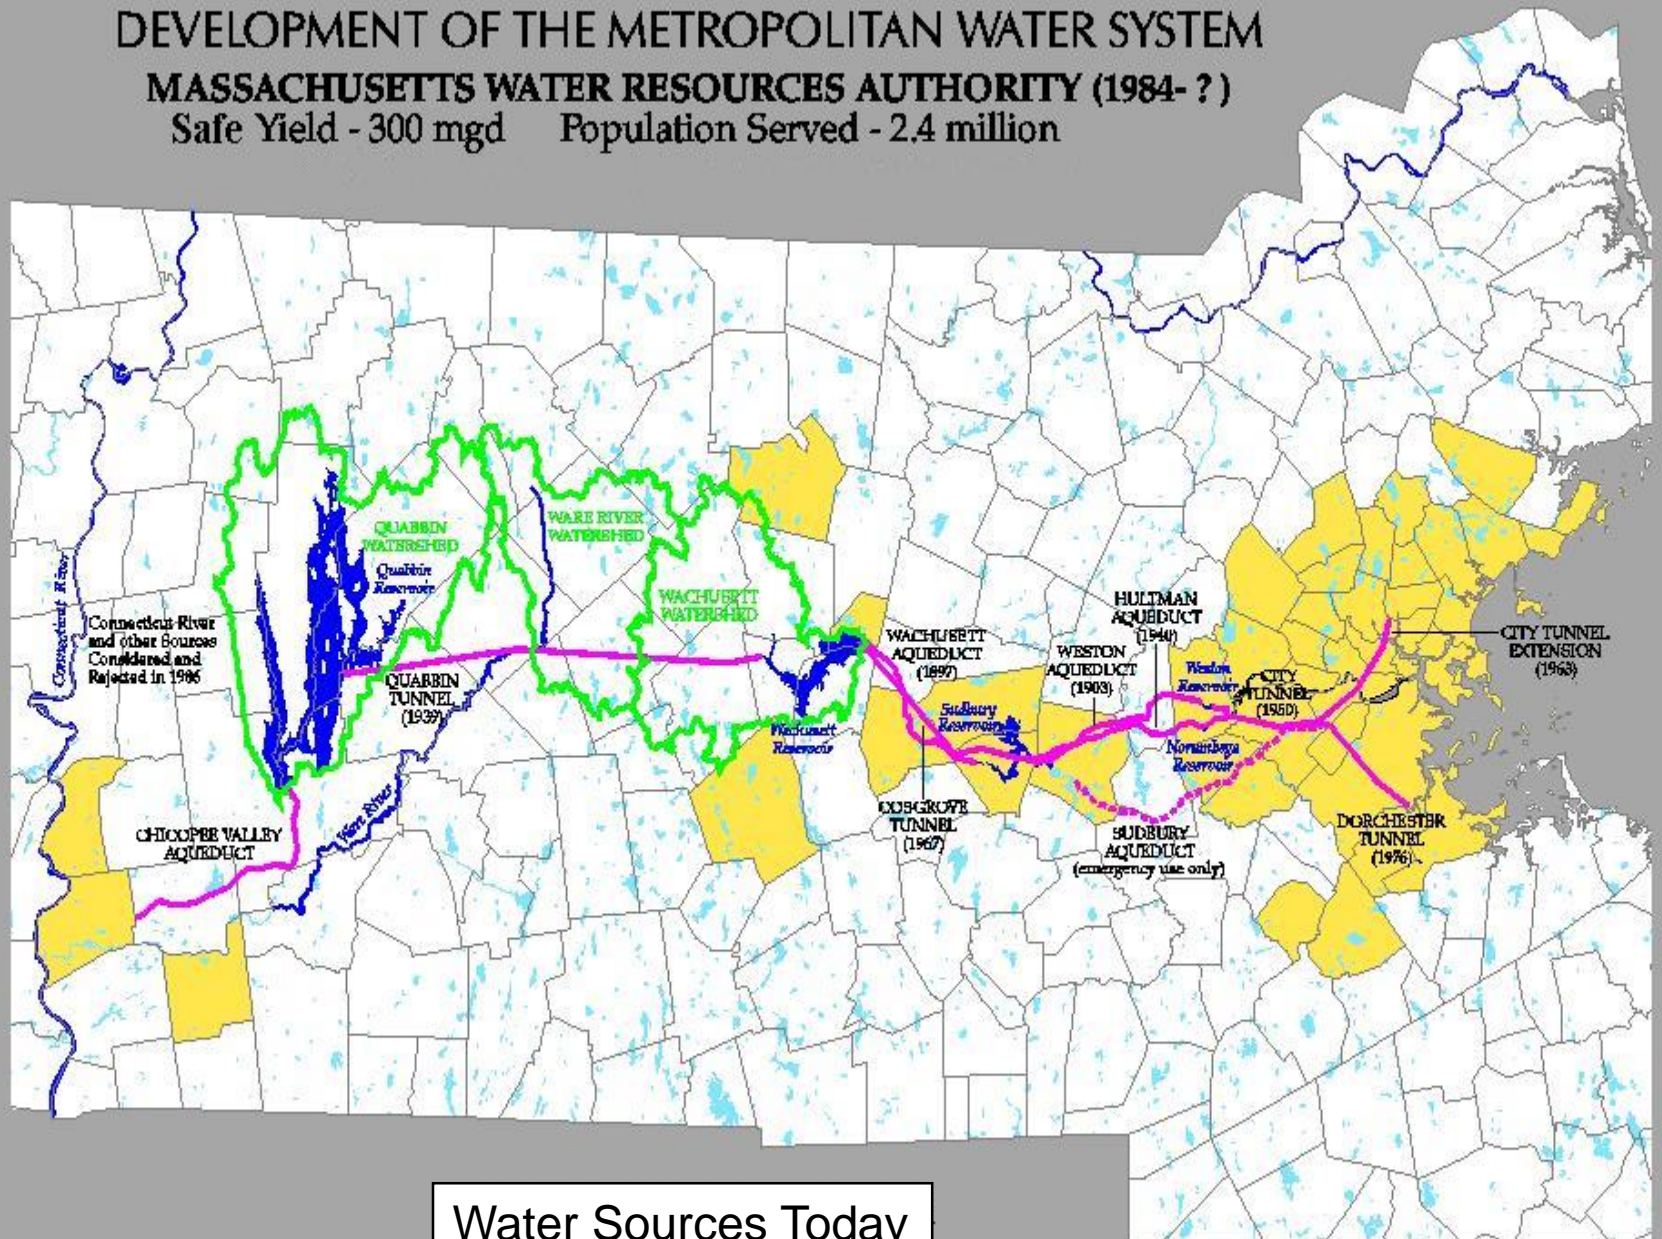 DEVELOPMENT OF THE METROPOLITAN WATER SYSTEM
MASSACHUSETTS WATER RESOURCES AUTHORITY (1984- ? )
Safe Yield - 300 mgd Population Served - 2.4 million
QUABBIN
WATERSHED
Quabbin
Reservoir
WARE RIVER
WATERSHED
WACHUSETT
WATERSHED
Connecticut River
Connecticut River
and other Sources
Considered and
Rejected in 1986
QUABBIN
TUNNEL
(1939)
Wachusett
Reservoir
WACHUSETT
AQUEDUCT
(1897)
HULTMAN
AQUEDUCT
(1940)
WESTON
AQUEDUCT
(1903)
Weston
Reservoir
CITY
TUNNEL
(1950)
CITY TUNNEL
EXTENSION
(1963)
Sudbury
Reservoir
Norumbega
Reservoir
Ware River
CHICOPEE VALLEY
AQUEDUCT
COSGROVE
TUNNEL
(1967)
SUDBURY
AQUEDUCT
(emergency use only)
DORCHESTER
TUNNEL
(1976)
Water Sources Today